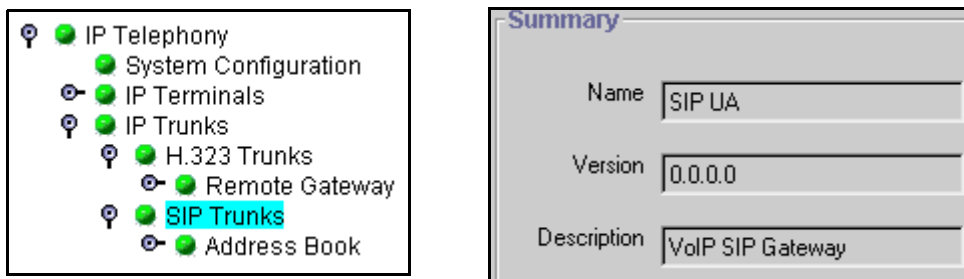 IP Telephony
System Configuration
IP Terminals
IP Trunks
H.323 Trunks
Remote Gateway
SIP Trunks
Address Book
Summary
Name SIP UA
Version 0.0.0.0
Description VoIP SIP Gateway